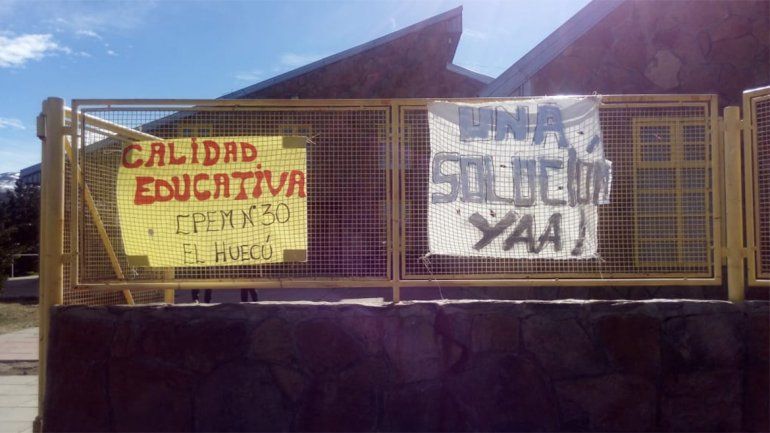 CALIDAD
EDUCATIVA
CPEM N°30
EL HUECÚ
UNA
SOLUCIÓN
YAA!